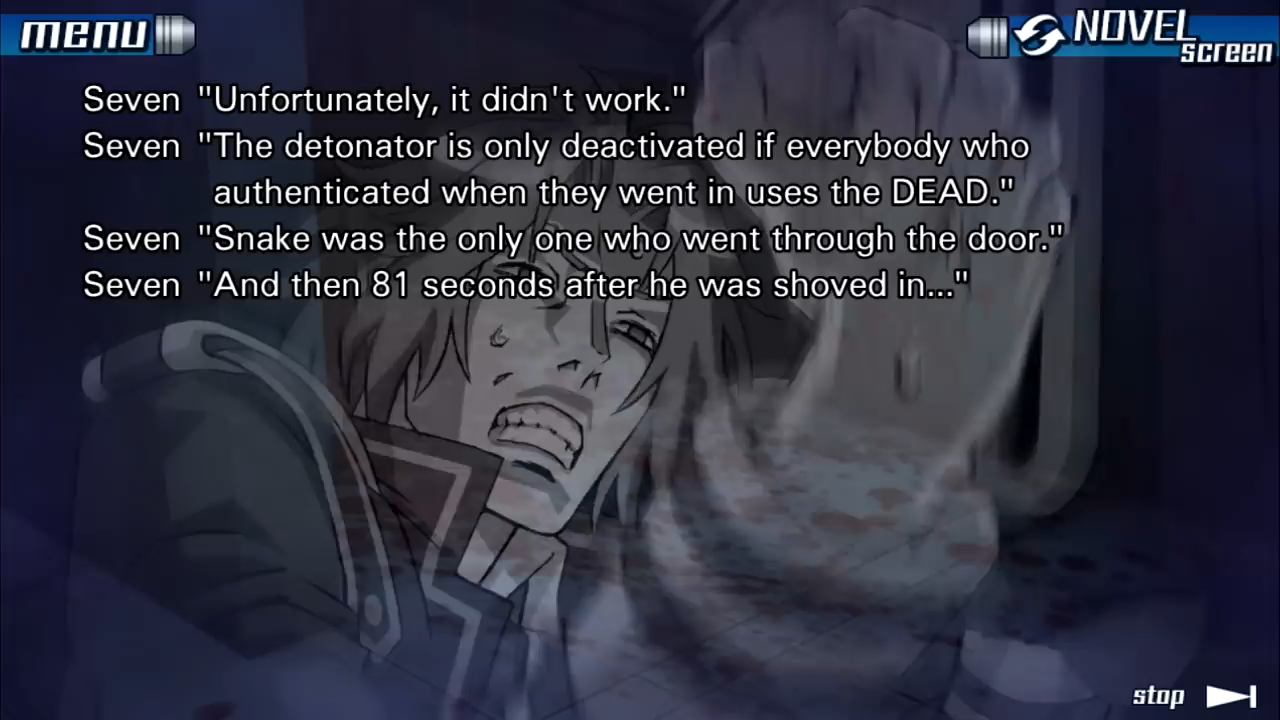 menu
NOVEL
screen
Seven "Unfortunately, it didn't work."
Seven "The detonator is only deactivated if everybody who
authenticated when they went in uses the DEAD."
Seven "Snake was the only one who went through the door."
Seven "And then 81 seconds after he was shoved in..."
stop